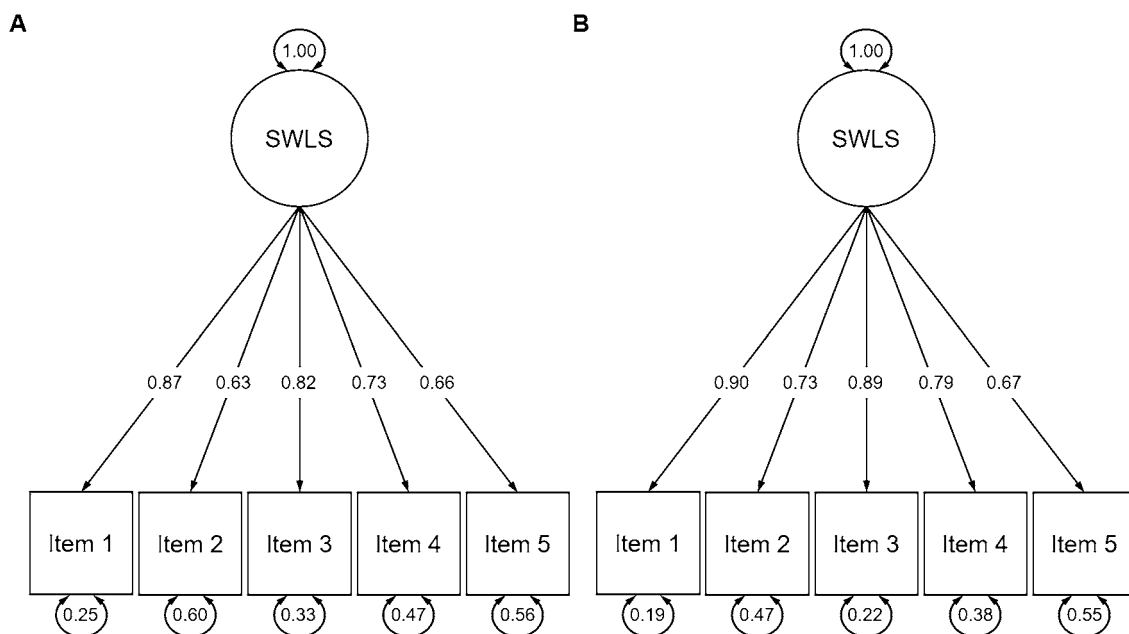 A
1.00
SWLS
0.87 0.63 0.82 0.73 0.66
Item 1 Item 2 Item 3 Item 4 Item 5
0.25 0.60 0.33 0.47 0.56
B
1.00
SWLS
0.90 0.73 0.89 0.79 0.67
Item 1 Item 2 Item 3 Item 4 Item 5
0.19 0.47 0.22 0.38 0.55